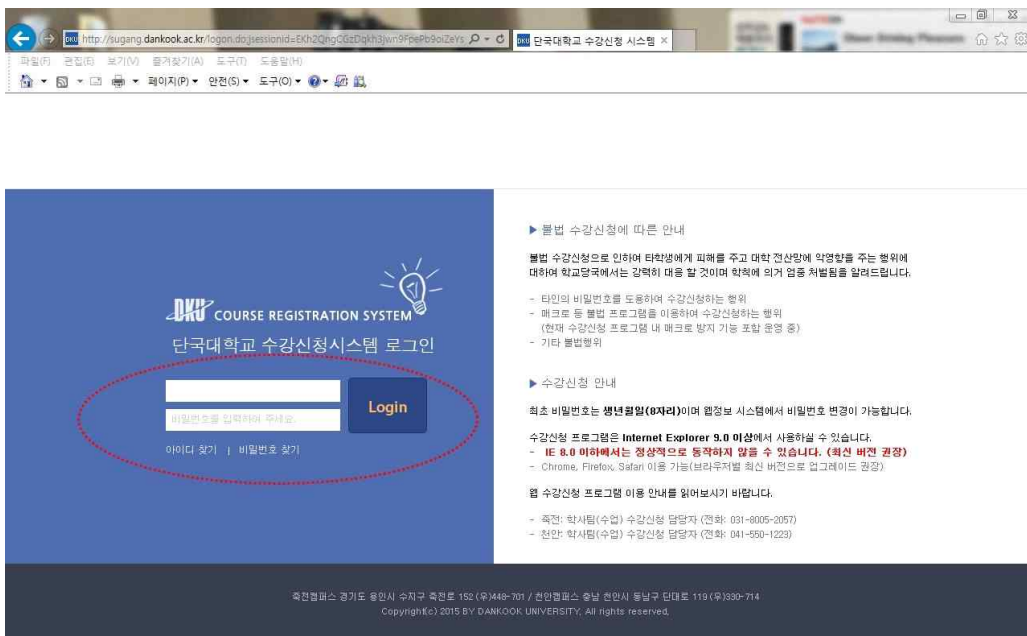 http://sugang.dankook.ac.kr/logon.do;jsessionid=
단국대학교 수강신청 시스템
파일(F) 편집(E) 보기(V) 즐겨찾기(A) 도구(T) 도움말(H)
페이지(P) 안전(S) 도구(O)
▶ 불법 수강신청에 따른 안내
불법 수강신청으로 인하여 타학생에게 피해를 주고 대학 전산망에 악영향을 주는 행위에
대하여 학교당국에서는 강력히 대응 할 것이며 학칙에 의거 엄중 처벌됨을 알려드립니다.
- 타인의 비밀번호를 도용하여 수강신청하는 행위
- 매크로 등 불법 프로그램을 이용하여 수강신청하는 행위
(현재 수강신청 프로그램 내 매크로 방지 기능 포함 운영 중)
- 기타 불법행위
DKU COURSE REGISTRATION SYSTEM
단국대학교 수강신청시스템 로그인
비밀번호를 입력하여 주세요.
Login
아이디 찾기 | 비밀번호 찾기
▶ 수강신청 안내
최초 비밀번호는 생년월일(8자리)이며 웹정보 시스템에서 비밀번호 변경이 가능합니다.
수강신청 프로그램은 Internet Explorer 9.0 이상에서 사용하실 수 있습니다.
- IE 8.0 이하에서는 정상적으로 동작하지 않을 수 있습니다. (최신 버전 권장)
- Chrome, Firefox, Safari 이용 가능(브라우저별 최신 버전으로 업그레이드 권장)
웹 수강신청 프로그램 이용 안내를 읽어보시기 바랍니다.
- 죽전: 학사팀(수업) 수강신청 담당자 (전화: 031-8005-2057)
- 천안: 학사팀(수업) 수강신청 담당자 (전화: 041-550-1223)
죽전캠퍼스 경기도 용인시 수지구 죽전로 152 (우)448-701 / 천안캠퍼스 충남 천안시 동남구 단대로 119 (우)330-714
Copyright(c) 2015 BY DANKOOK UNIVERSITY, All rights reserved.